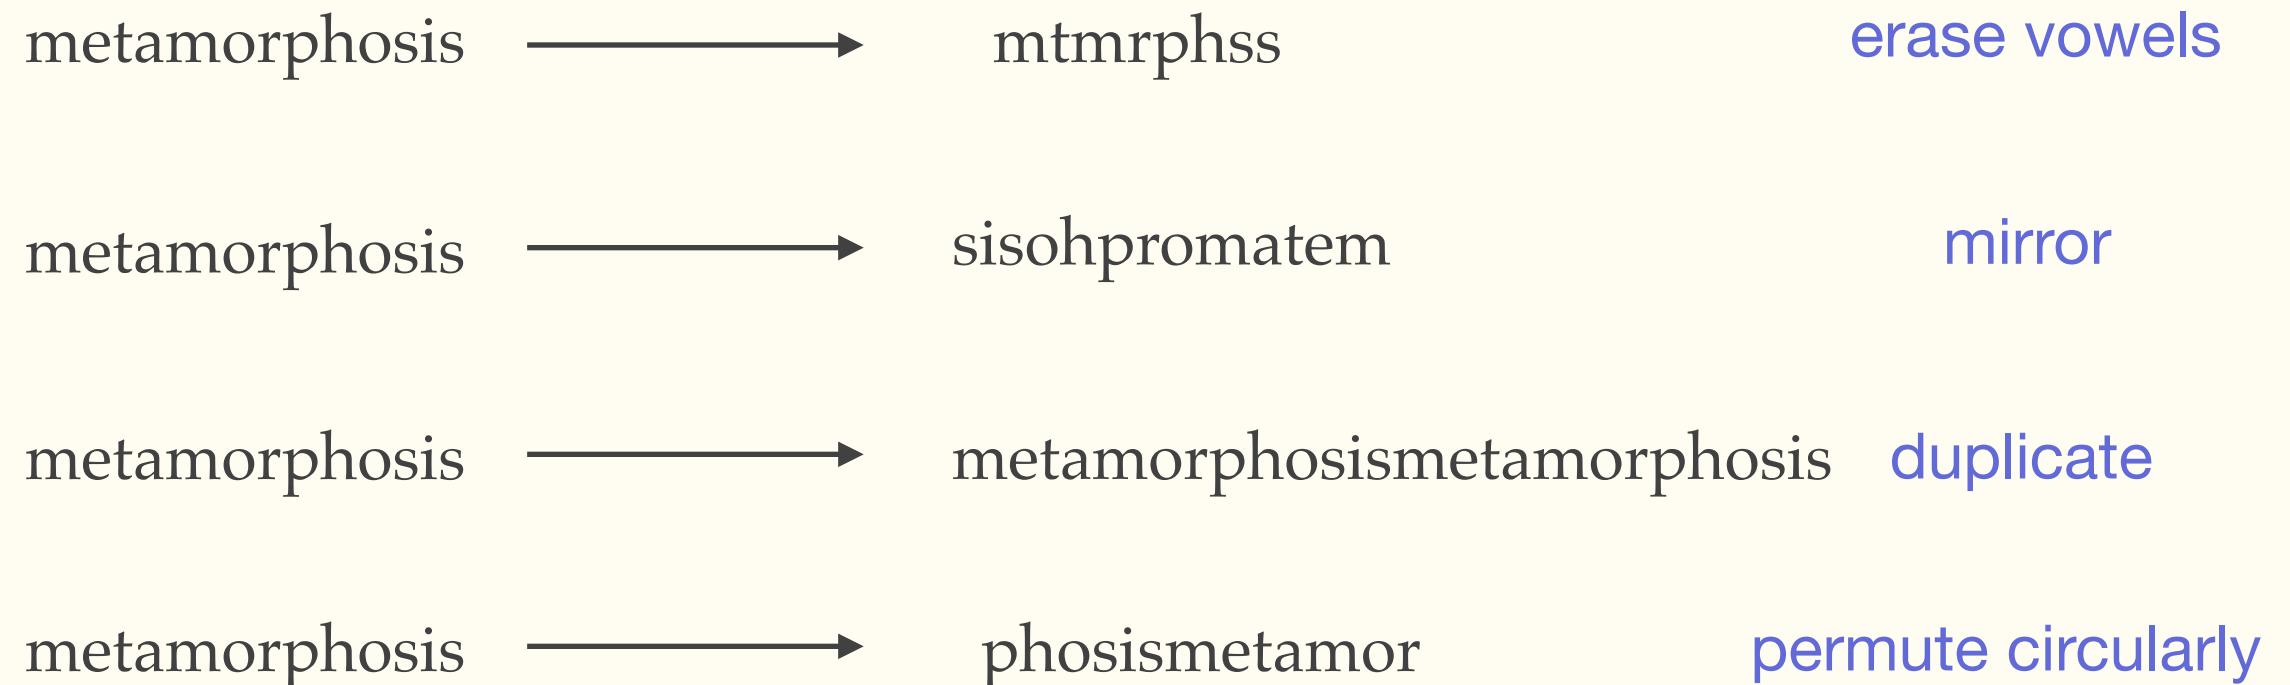 metamorphosis mtmrphss erase vowels
metamorphosis sisohpromatem mirror
metamorphosis metamorphosismetamorphosis duplicate
metamorphosis phosismetamor permute circularly